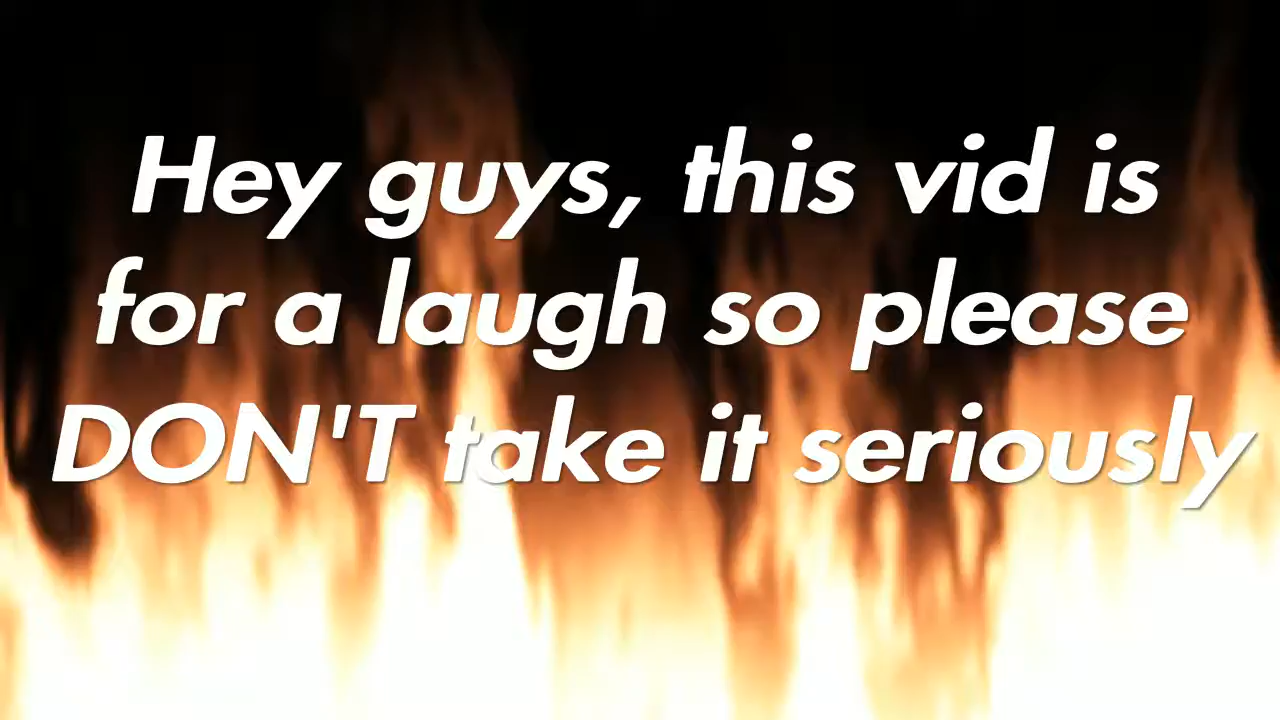 Hey guys, this vid is
for a laugh so please
DON'T take it seriously